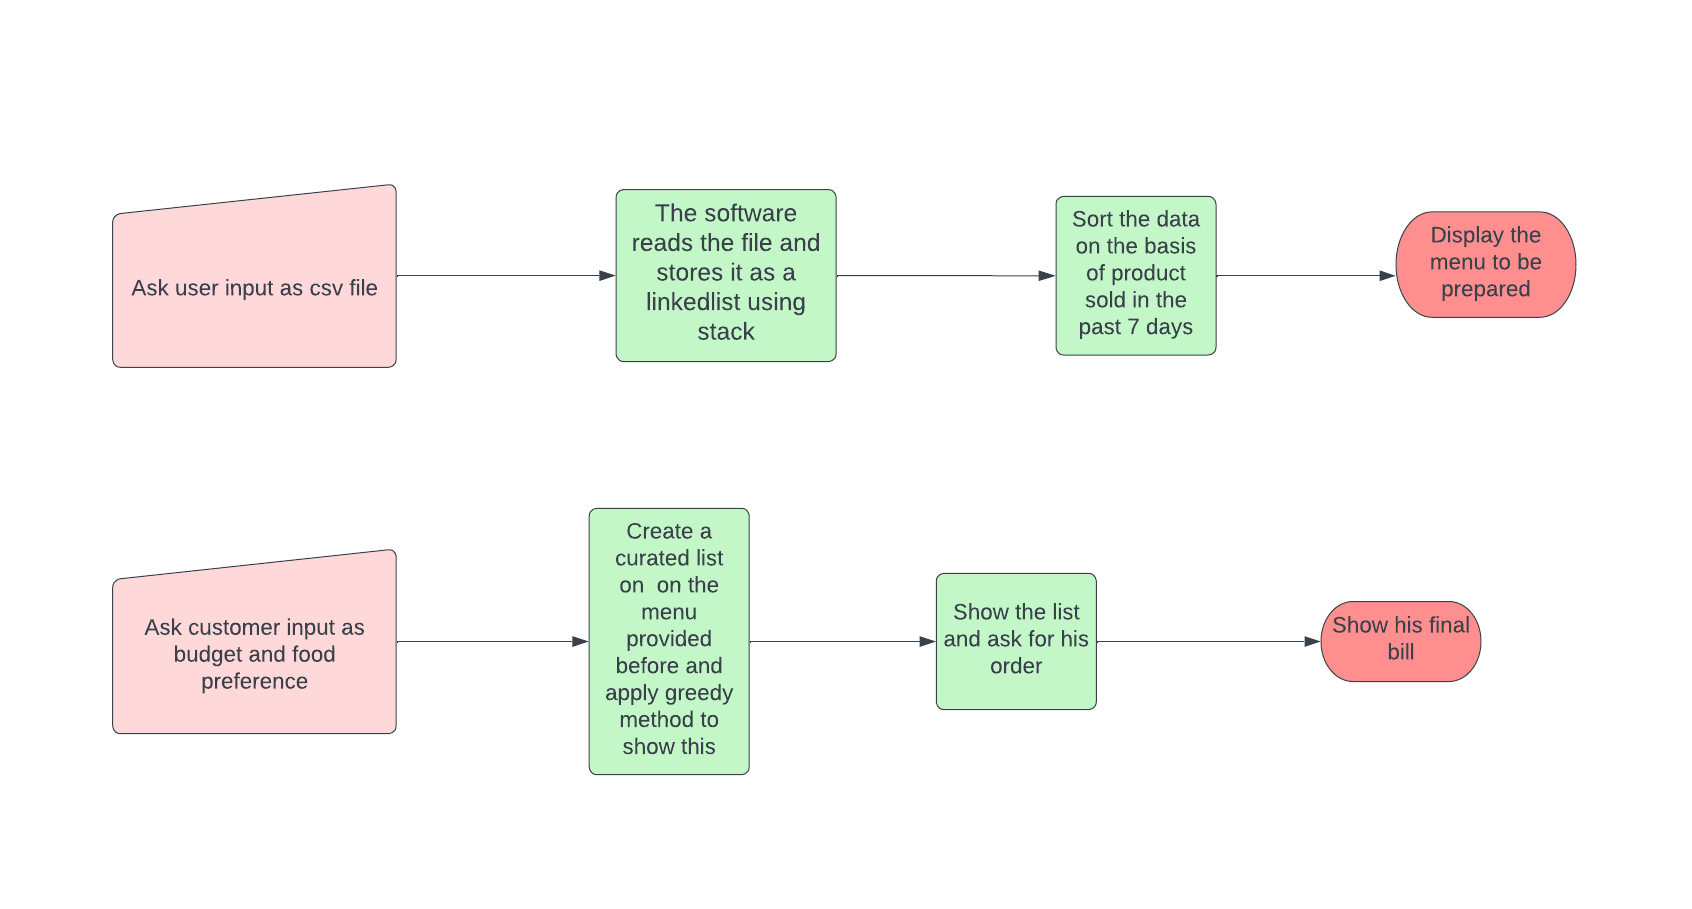 Ask user input as csv file
The software
reads the file and
stores it as a
linkedlist using
stack
Sort the data
on the basis
of product
sold in the
past 7 days
Display the
menu to be
prepared
Ask customer input as
budget and food
preference
Create a
curated list
on  on the
menu
provided
before and
apply greedy
method to
show this
Show the list
and ask for his
order
Show his final
bill